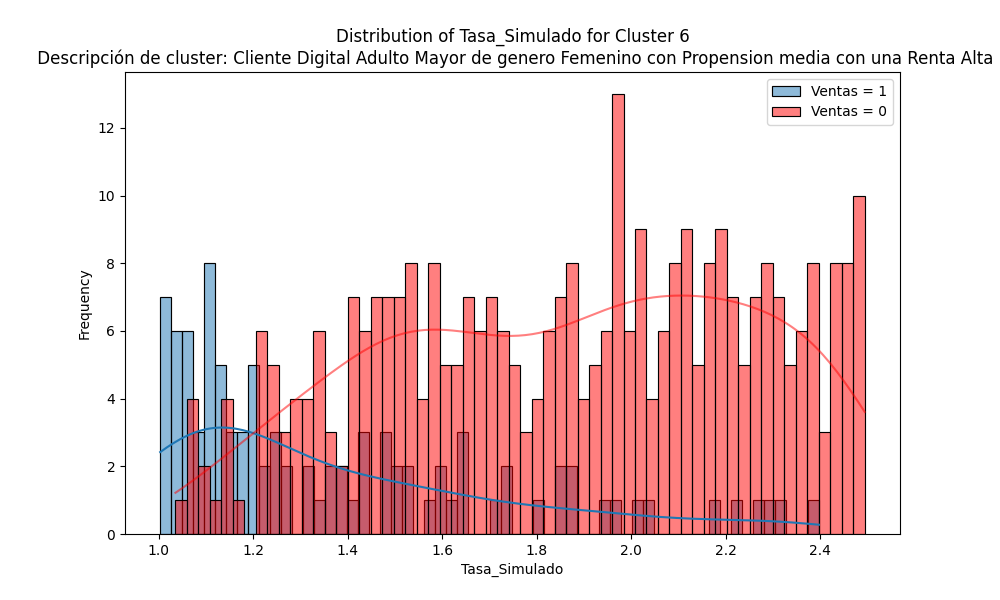 Distribution of Tasa_Simulado for Cluster 6
Descripción de cluster: Cliente Digital Adulto Mayor de genero Femenino con Propension media con una Renta Alta
Ventas = 1
Ventas = 0
Frequency
12
10
8
6
4
2
0
1.0 1.2 1.4 1.6 1.8 2.0 2.2 2.4
Tasa_Simulado